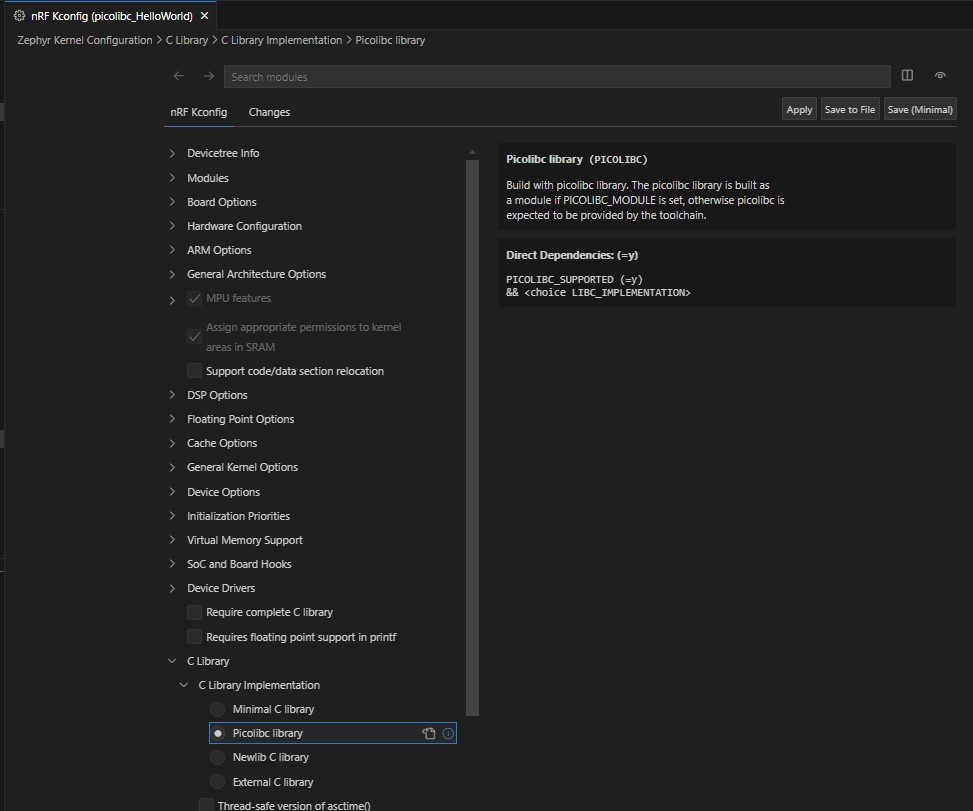 nRF Kconfig (picolibc_HelloWorld)
Zephyr Kernel Configuration > C Library > C Library Implementation > Picolibc library
Search modules
nRF Kconfig Changes
Apply Save to File Save (Minimal)
Devicetree Info
Modules
Board Options
Hardware Configuration
ARM Options
General Architecture Options
MPU features
Assign appropriate permissions to kernel
areas in SRAM
Support code/data section relocation
DSP Options
Floating Point Options
Cache Options
General Kernel Options
Device Options
Initialization Priorities
Virtual Memory Support
SoC and Board Hooks
Device Drivers
Require complete C library
Requires floating point support in printf
C Library
C Library Implementation
Minimal C library
Picolibc library
Newlib C library
External C library
Thread-safe version of asctime()
Picolibc library (PICOLIBC)
Build with picolibc library. The picolibc library is built as
a module if PICOLIBC_MODULE is set, otherwise picolibc is
expected to be provided by the toolchain.
Direct Dependencies: (=y)
PICOLIBC_SUPPORTED (=y)
&& <choice LIBC_IMPLEMENTATION>